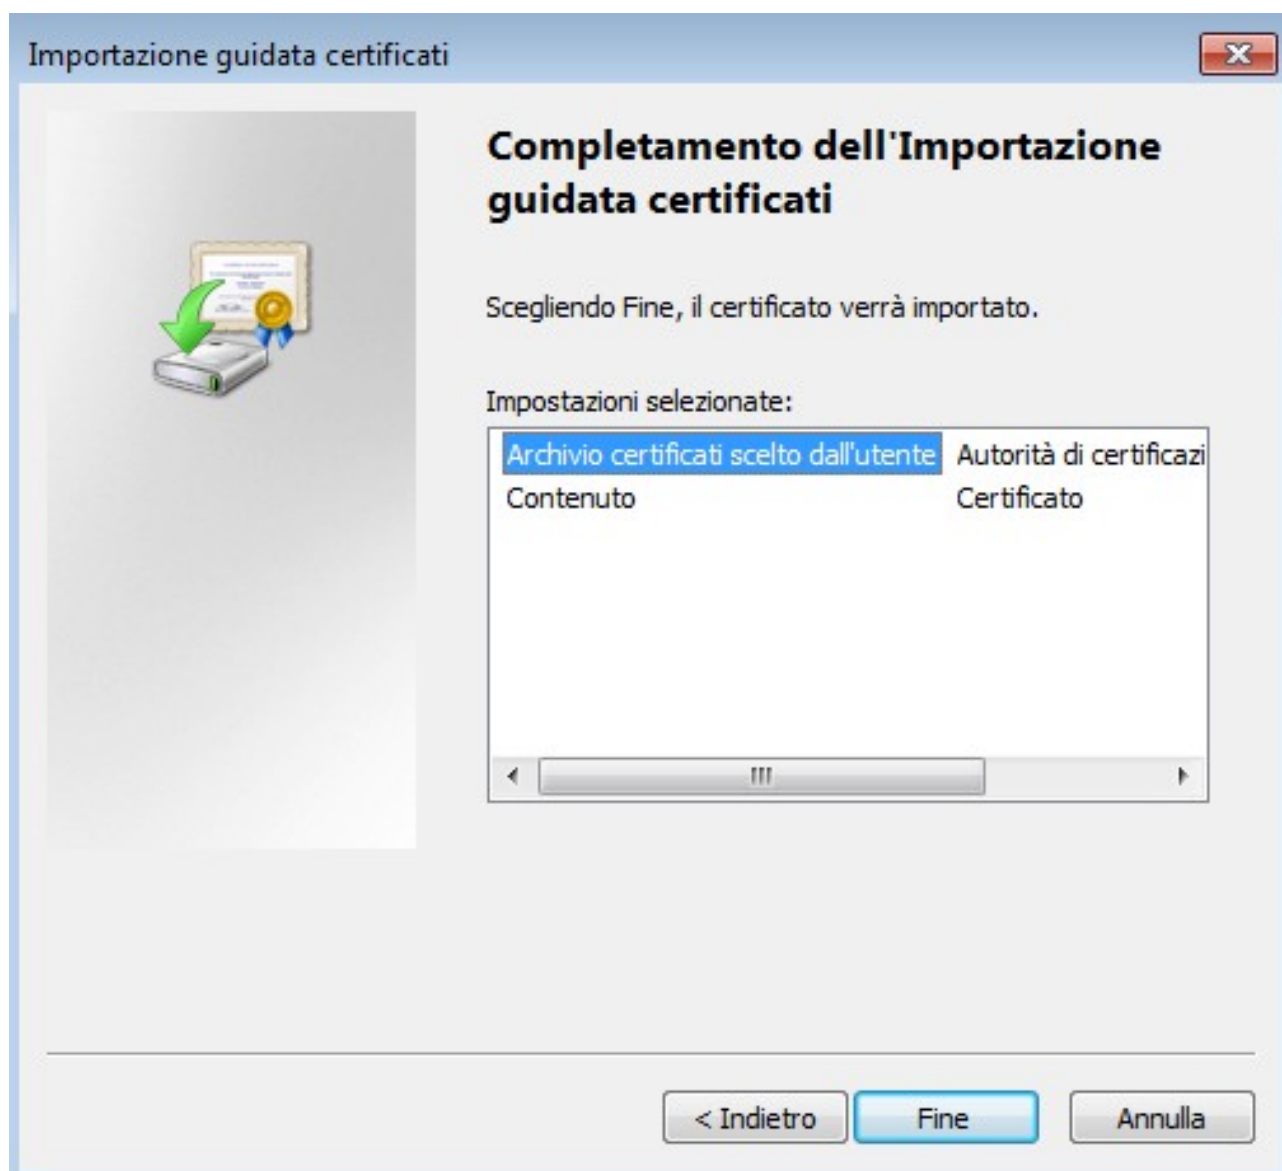 Importazione guidata certificati
Completamento dell'Importazione
guidata certificati
Scegliendo Fine, il certificato verrà importato.
Impostazioni selezionate:
Archivio certificati scelto dall'utente Autorità di certificazi
Contenuto Certificato
< Indietro Fine Annulla